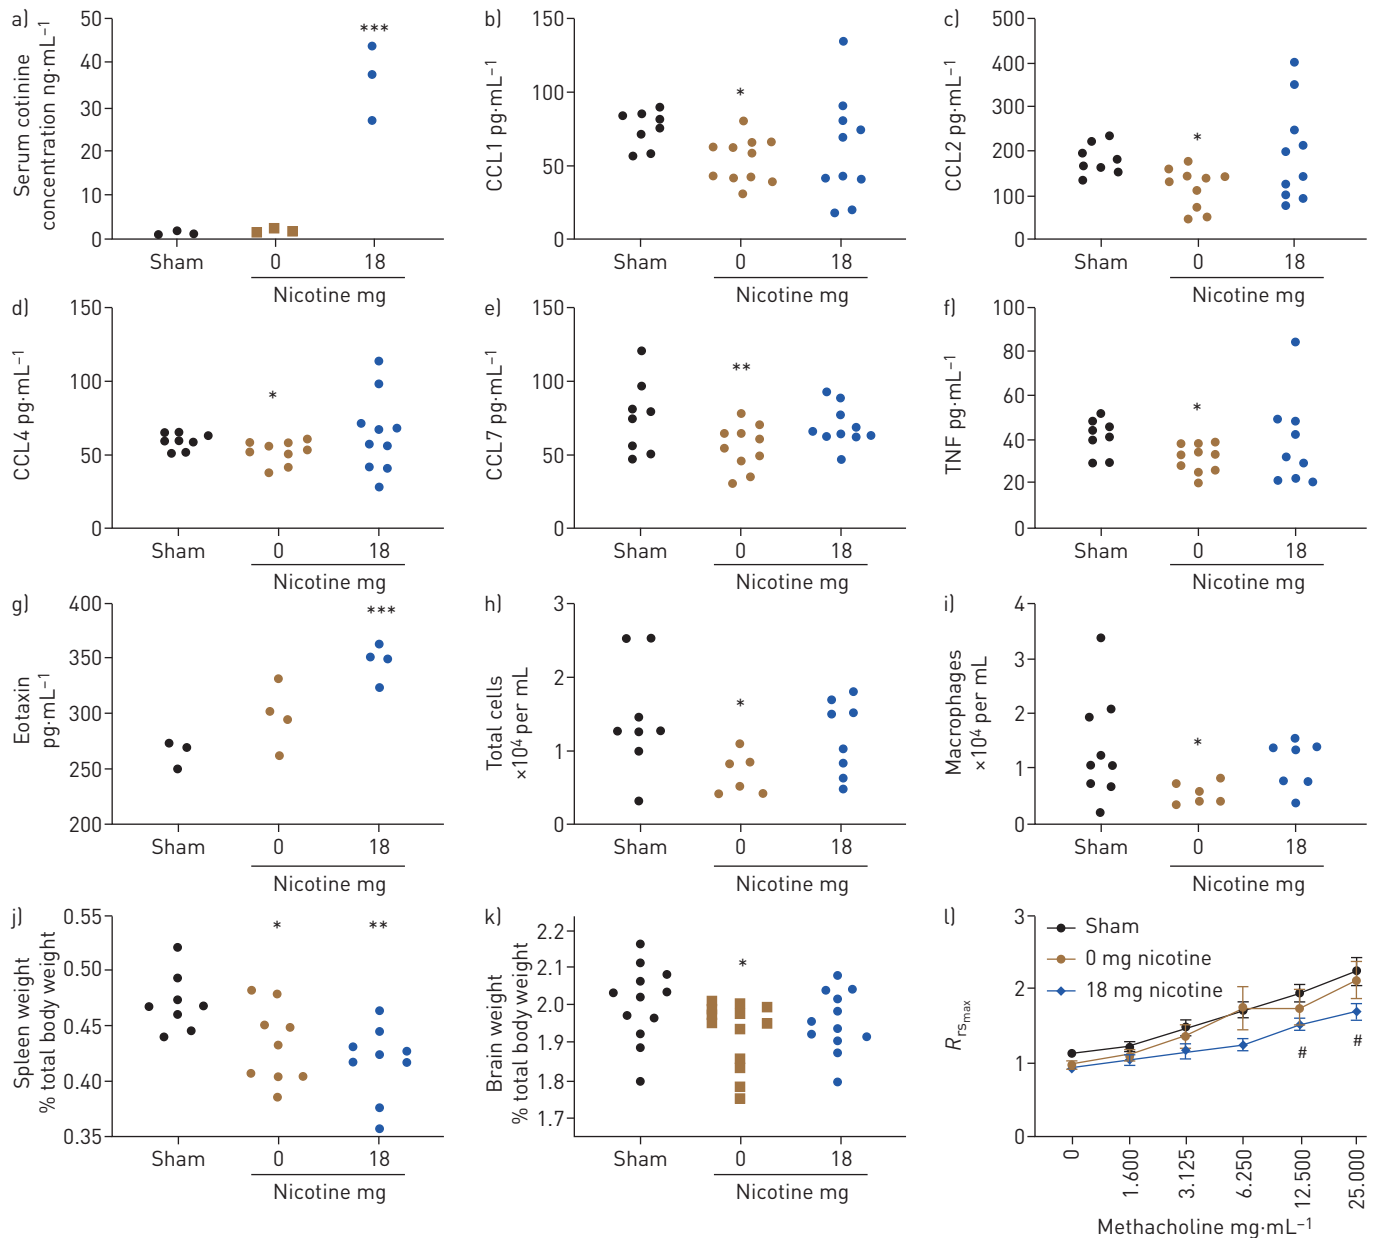 a)
Serum cotinine
concentration ng·mL⁻¹
50
40
30
20
10
0
***
Sham
0
18
Nicotine mg
b)
CCL1 pg·mL⁻¹
150
100
50
0
*
Sham
0
18
Nicotine mg
c)
CCL2 pg·mL⁻¹
500
400
300
200
100
0
*
Sham
0
18
Nicotine mg
d)
CCL4 pg·mL⁻¹
150
100
50
0
*
Sham
0
18
Nicotine mg
e)
CCL7 pg·mL⁻¹
150
100
50
0
**
Sham
0
18
Nicotine mg
f)
TNF pg·mL⁻¹
100
80
60
40
20
0
*
Sham
0
18
Nicotine mg
g)
Eotaxin
pg·mL⁻¹
400
350
300
250
200
***
Sham
0
18
Nicotine mg
h)
Total cells
×10⁴ per mL
3
2
1
0
*
Sham
0
18
Nicotine mg
i)
Macrophages
×10⁴ per mL
4
3
2
1
0
*
Sham
0
18
Nicotine mg
j)
Spleen weight
% total body weight
0.55
0.50
0.45
0.40
0.35
*
**
Sham
0
18
Nicotine mg
k)
Brain weight
% total body weight
2.2
2.1
2.0
1.9
1.8
1.7
*
Sham
0
18
Nicotine mg
l)
Rrsmax
3
2
1
0
Sham
0 mg nicotine
18 mg nicotine
#
#
0
1.600
3.125
6.250
12.500
25.000
Methacholine mg·mL⁻¹